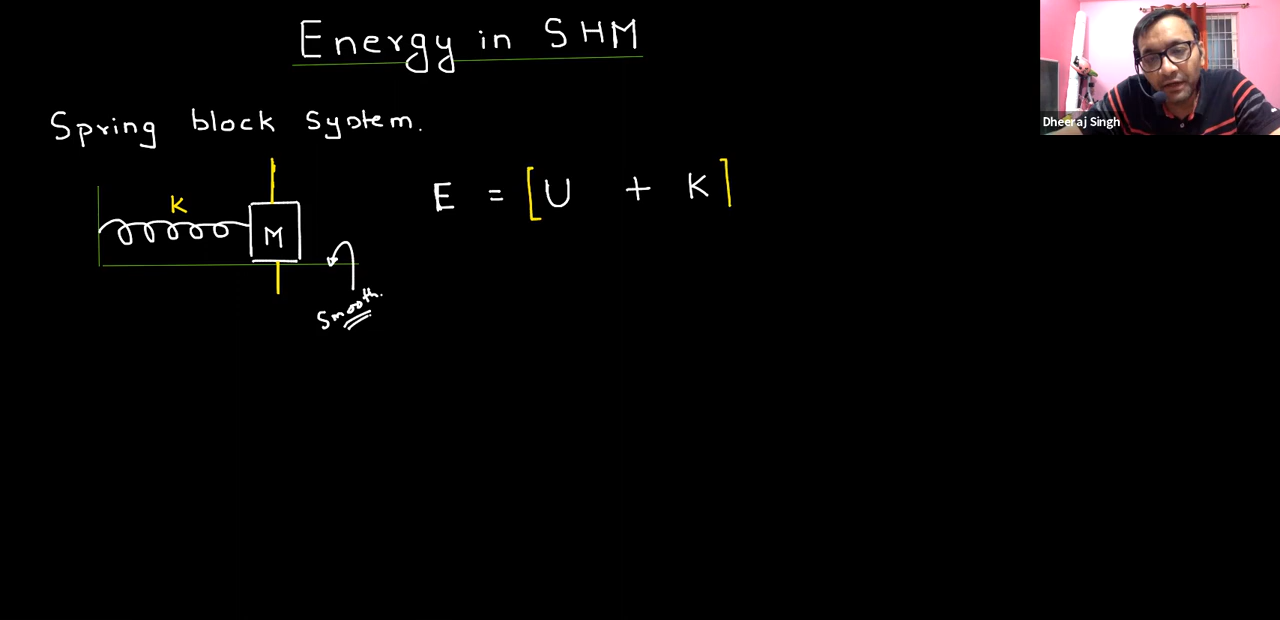 Energy in SHM
Dheeraj Singh
Spring block system.
K
M
E = [U + K]
Smooth.